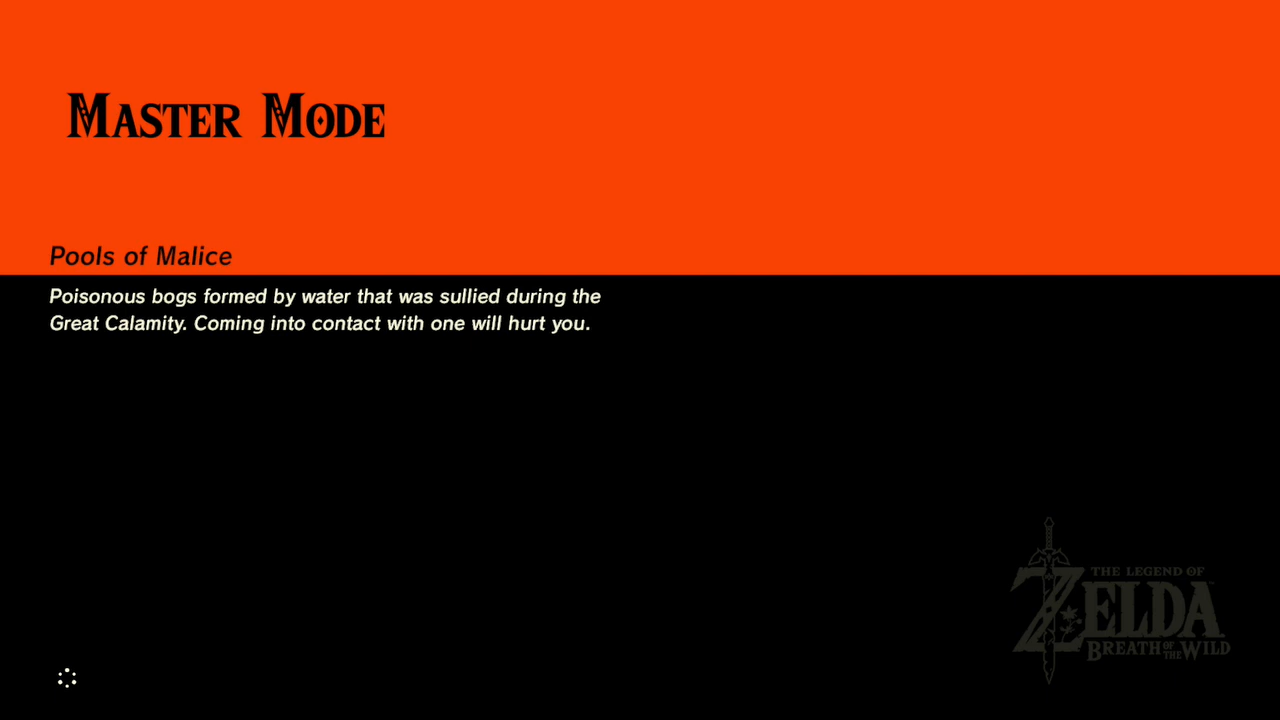 Master Mode
Pools of Malice
Poisonous bogs formed by water that was sullied during the
Great Calamity. Coming into contact with one will hurt you.
THE LEGEND OF
ZELDA
BREATH OF THE WILD